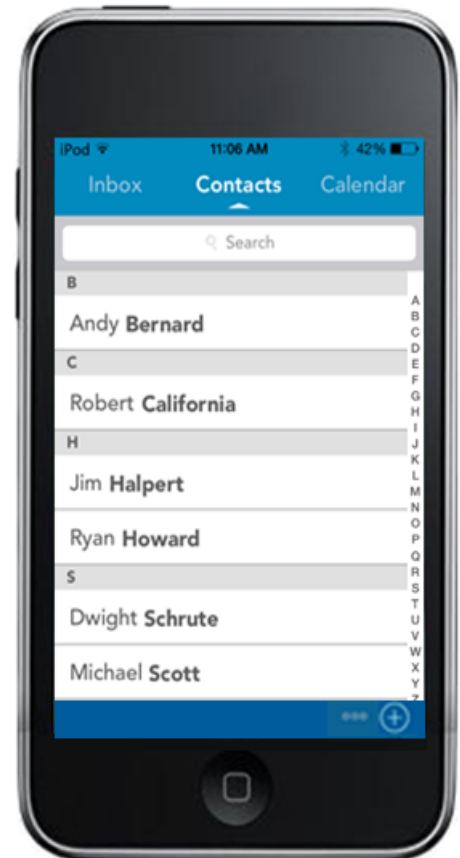 iPod 11:06 AM 42%
Inbox Contacts Calendar
Search
B
Andy Bernard
C
Robert California
H
Jim Halpert
Ryan Howard
S
Dwight Schrute
Michael Scott
A
B
C
D
E
F
G
H
I
J
K
L
M
N
O
P
Q
R
S
T
U
V
W
X
Y
Z